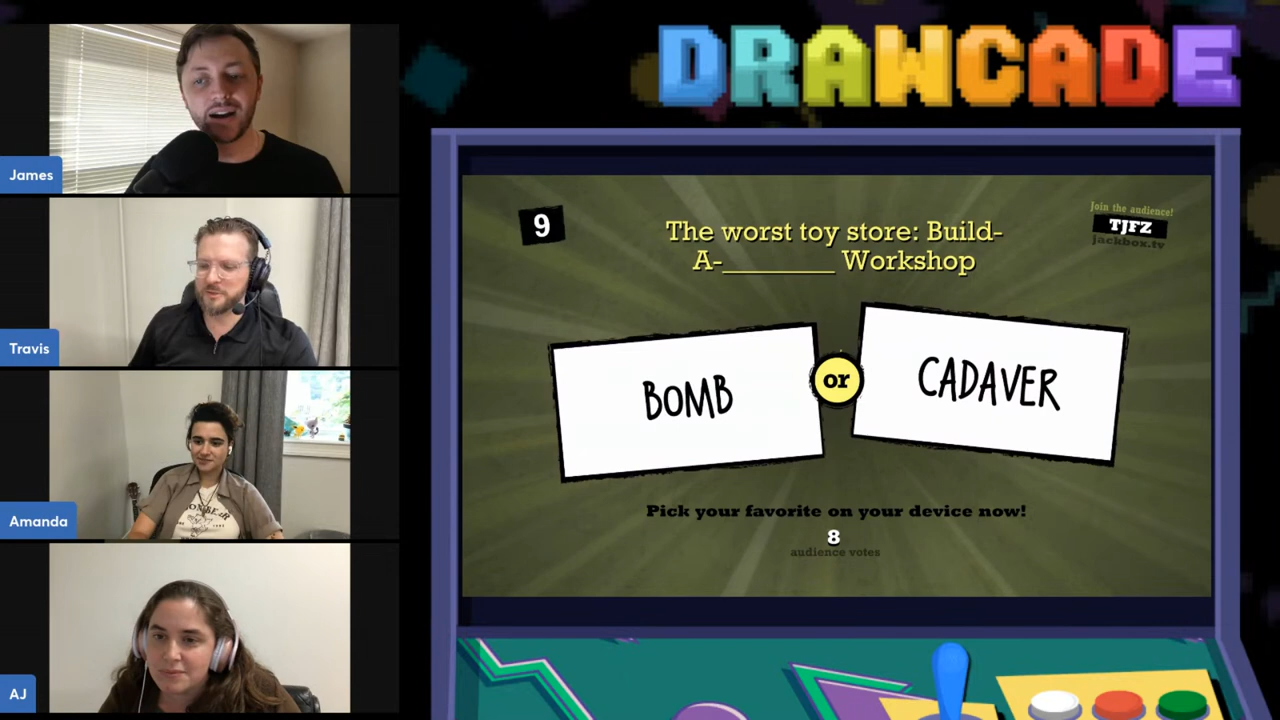 DRAWCADE
James
Travis
Amanda
AJ
9
The worst toy store: Build-
A-________ Workshop
Join the audience!
TJFZ
jackbox.tv
BOMB
or
CADAVER
Pick your favorite on your device now!
8
audience votes